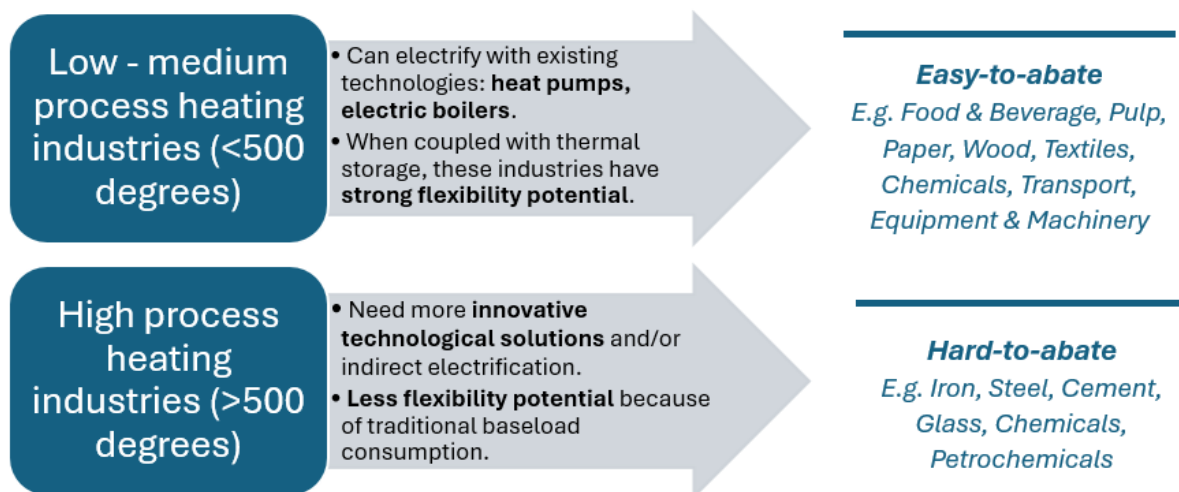 Low - medium
process heating
industries (<500
degrees)
• Can electrify with existing
technologies: heat pumps,
electric boilers.
• When coupled with thermal
storage, these industries have
strong flexibility potential.
Easy-to-abate
E.g. Food & Beverage, Pulp,
Paper, Wood, Textiles,
Chemicals, Transport,
Equipment & Machinery
High process
heating
industries (>500
degrees)
• Need more innovative
technological solutions and/or
indirect electrification.
• Less flexibility potential because
of traditional baseload
consumption.
Hard-to-abate
E.g. Iron, Steel, Cement,
Glass, Chemicals,
Petrochemicals